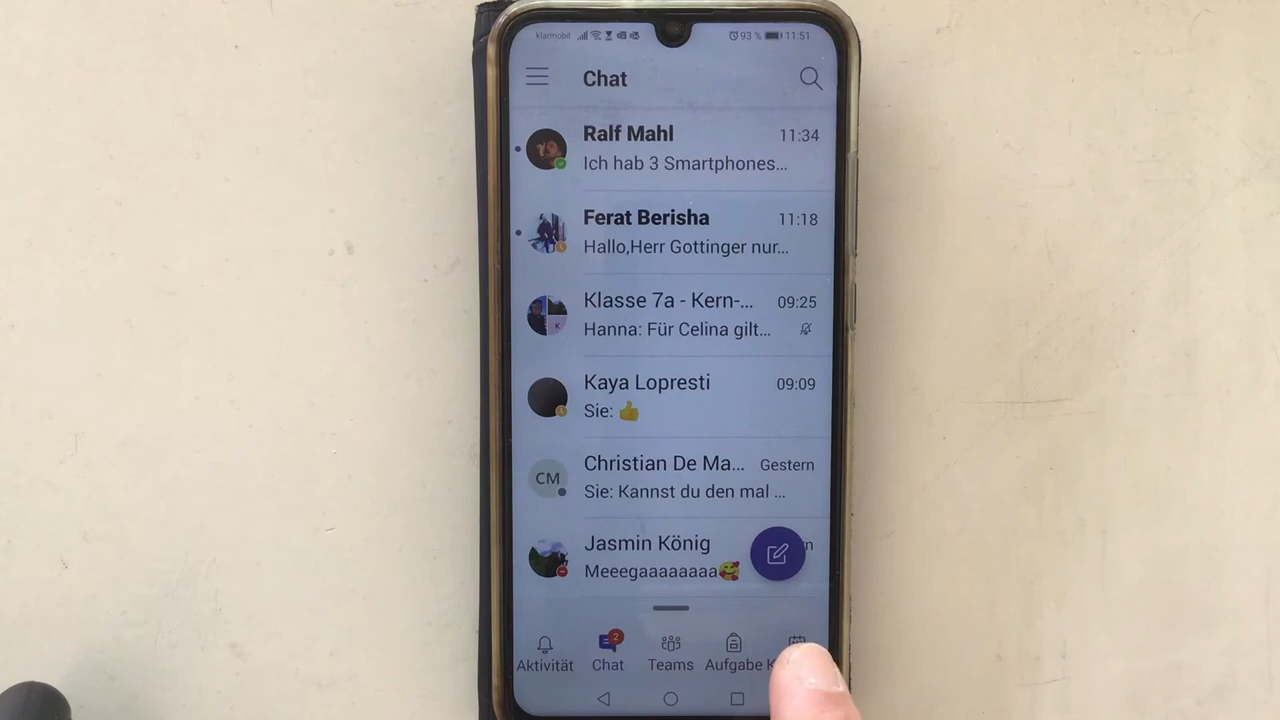 klarmobil 93 % 11:51
Chat
Ralf Mahl 11:34
Ich hab 3 Smartphones...
Ferat Berisha 11:18
Hallo,Herr Gottinger nur...
Klasse 7a - Kern-... 09:25
Hanna: Für Celina gilt...
K
Kaya Lopresti 09:09
Sie: 👍
CM
Christian De Ma... Gestern
Sie: Kannst du den mal ...
Jasmin König
Meeegaaaaaaaa🥰
2
Aktivität Chat Teams Aufgabe